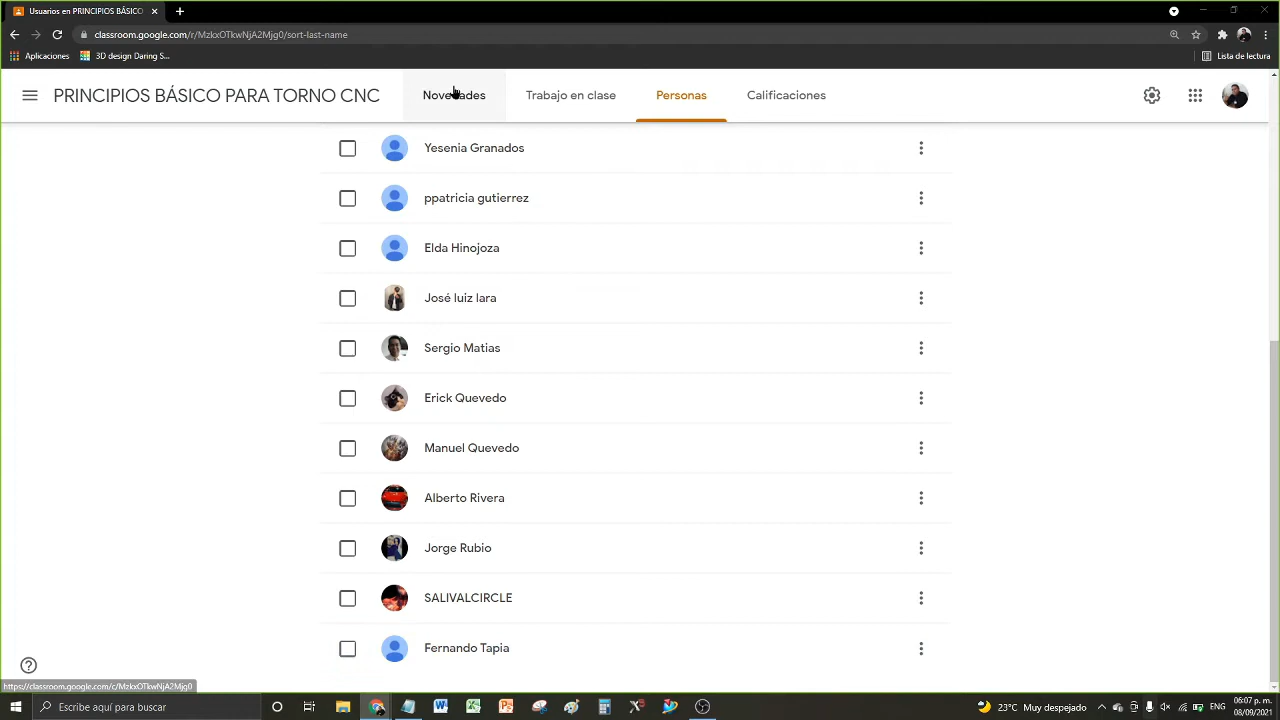 Usuarios en PRINCIPIOS BÁSICO
classroom.google.com/r/MzkxOTkwNjA2Mjg0/sort-last-name
Aplicaciones
3D design Daring S...
Lista de lectura
PRINCIPIOS BÁSICO PARA TORNO CNC
Novedades
Trabajo en clase
Personas
Calificaciones
Yesenia Granados
ppatricia gutierrez
Elda Hinojoza
José luiz lara
Sergio Matias
Erick Quevedo
Manuel Quevedo
Alberto Rivera
Jorge Rubio
SALIVALCIRCLE
Fernando Tapia
https://classroom.google.com/c/MzkxOTkwNjA2Mjg0
Escribe aquí para buscar
23°C Muy despejado
ENG
06:07 p. m.
09/09/2021